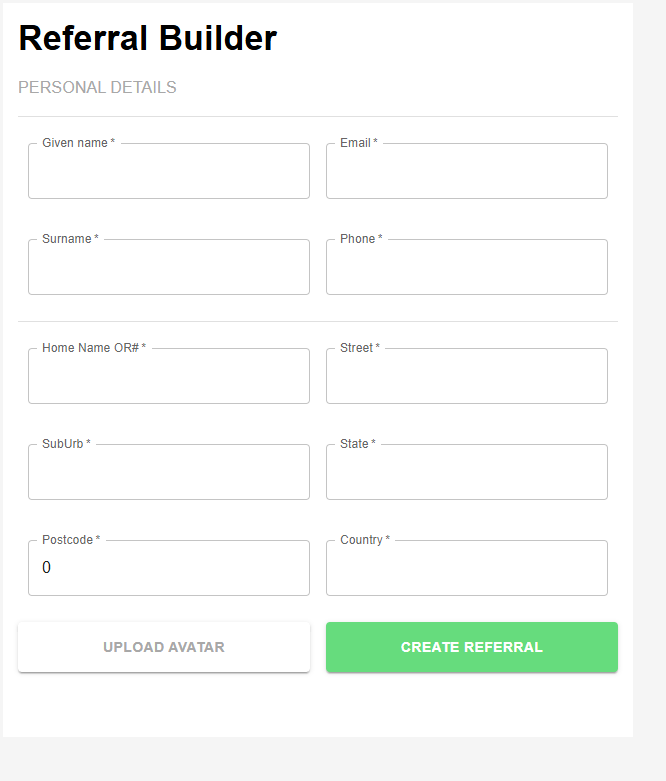 Referral Builder
PERSONAL DETAILS
Given name *
Email *
Surname *
Phone *
Home Name OR# *
Street *
SubUrb *
State *
Postcode *
0
Country *
UPLOAD AVATAR
CREATE REFERRAL